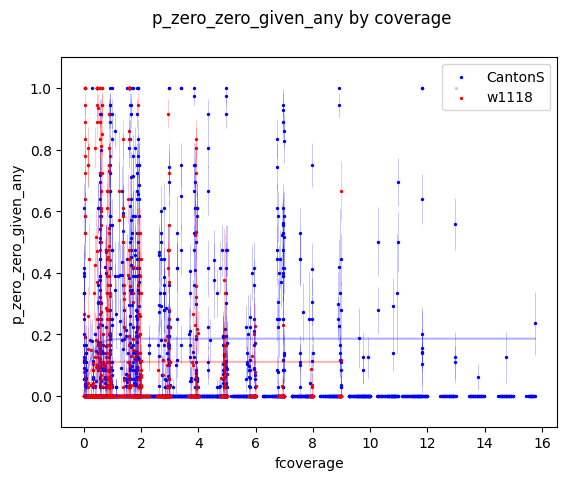 p_zero_zero_given_any by coverage
CantonS
w1118
p_zero_zero_given_any
1.0
0.8
0.6
0.4
0.2
0.0
0 2 4 6 8 10 12 14 16
fcoverage